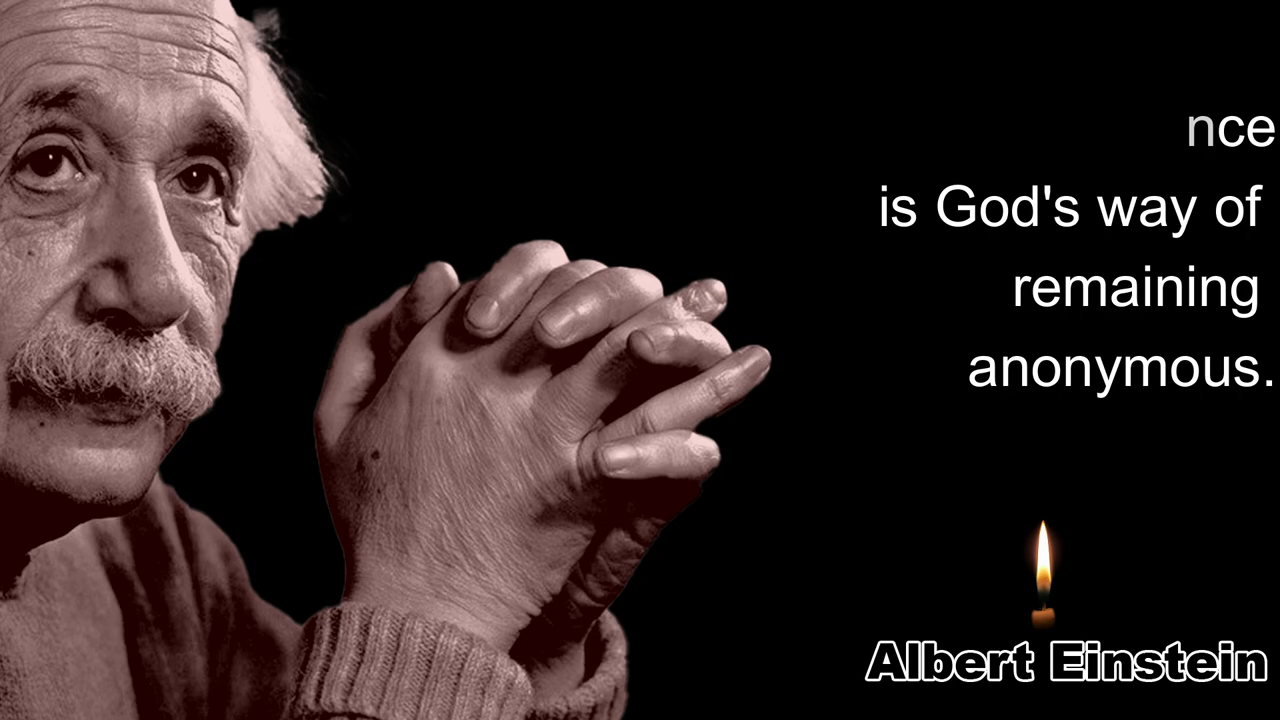 nce
is God's way of
remaining
anonymous.
Albert Einstein